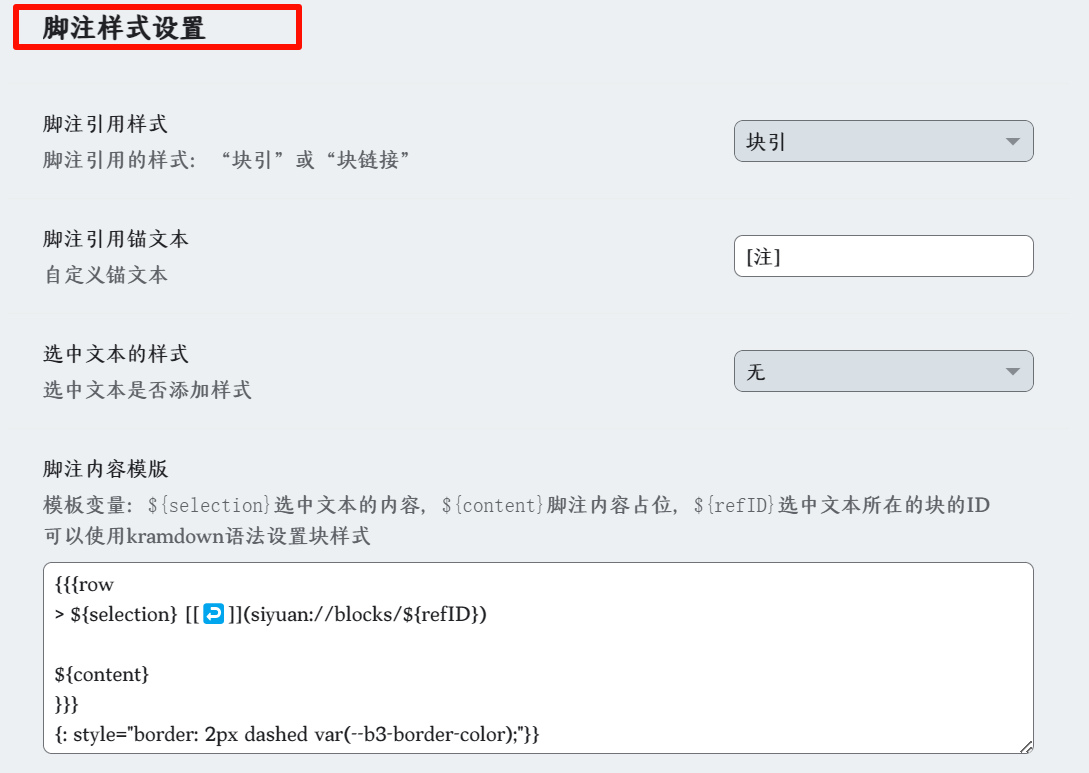 脚注样式设置
脚注引用样式
脚注引用的样式：“块引”或“块链接”
块引
脚注引用锚文本
自定义锚文本
[注]
选中文本的样式
选中文本是否添加样式
无
脚注内容模版
模板变量：${selection}选中文本的内容，${content}脚注内容占位，${refID}选中文本所在的块的ID
可以使用kramdown语法设置块样式
{{{row
> ${selection} [[↩️]](siyuan://blocks/${refID})
${content}
}}}
{: style="border: 2px dashed var(--b3-border-color);"}}